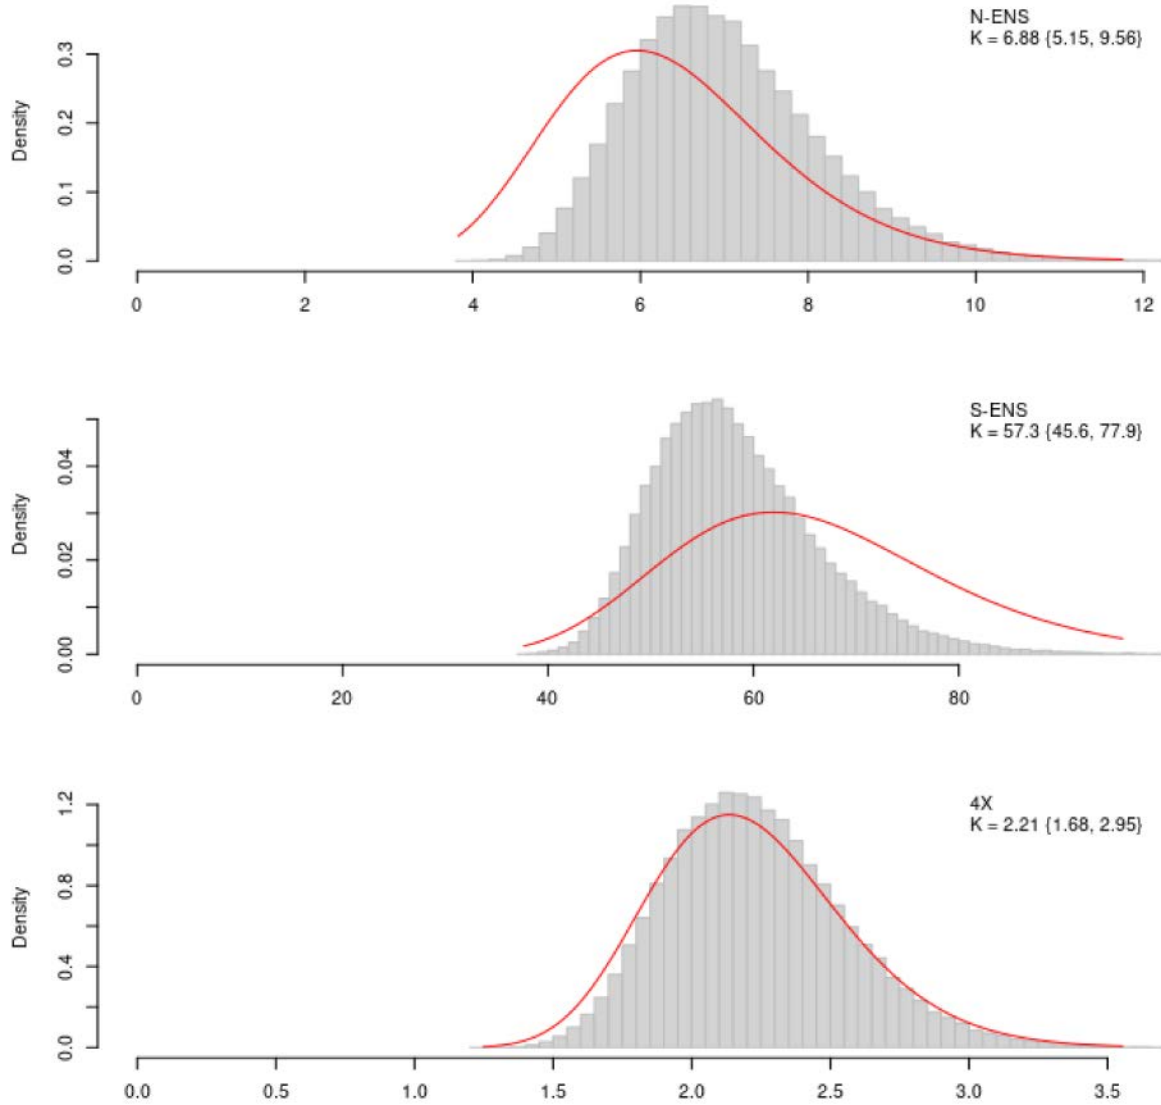 N-ENS
K = 6.88 {5.15, 9.56}
Density
0.0 0.1 0.2 0.3
0 2 4 6 8 10 12
S-ENS
K = 57.3 {45.6, 77.9}
Density
0.00 0.02 0.04
0 20 40 60 80
4X
K = 2.21 {1.68, 2.95}
Density
0.0 0.4 0.8 1.2
0.0 0.5 1.0 1.5 2.0 2.5 3.0 3.5